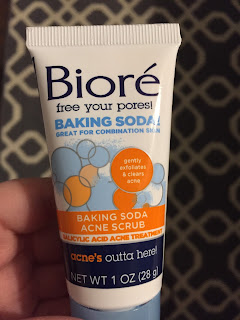 Bioré
free your pores!
BAKING SODA!
GREAT FOR COMBINATION SKIN
gently
exfoliates &
clears
acne
BAKING SODA
ACNE SCRUB
SALICYLIC ACID ACNE TREATMENT
acne's outta here!
NET WT 1 OZ (28 g)